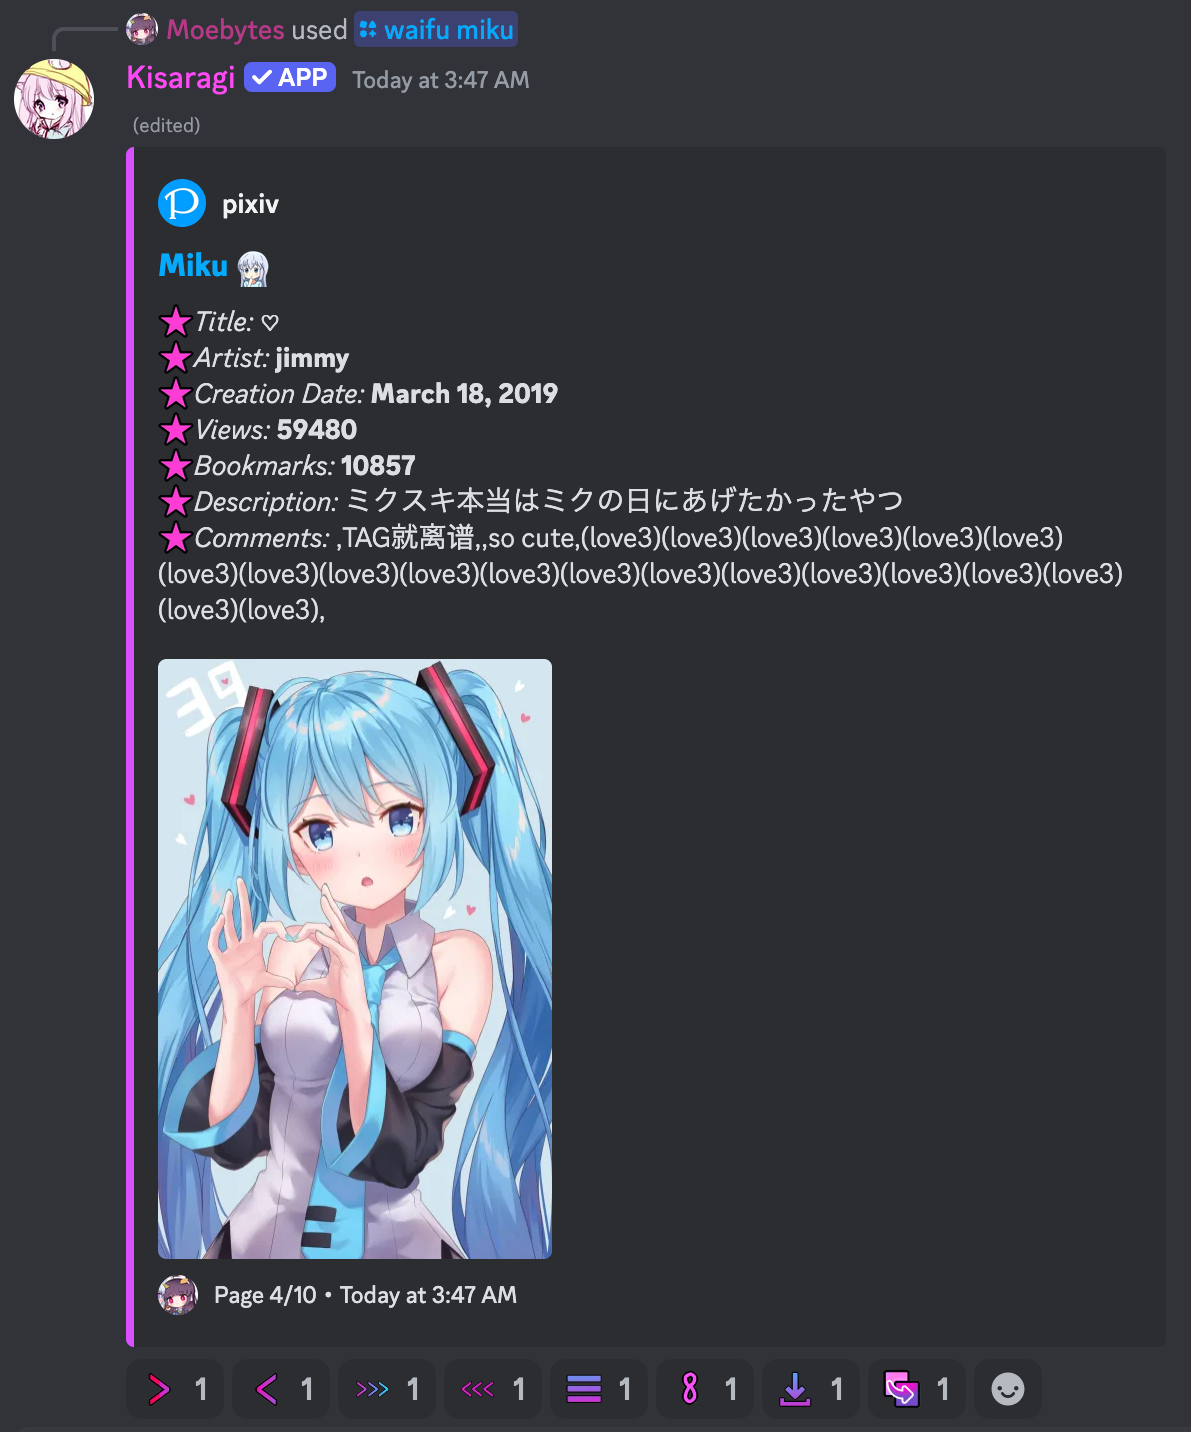 Moebytes used waifu miku
Kisaragi APP Today at 3:47 AM
(edited)
pixiv
Miku
Title: ♡
Artist: jimmy
Creation Date: March 18, 2019
Views: 59480
Bookmarks: 10857
Description: ミクスキ本当はミクの日にあげたかったやつ
Comments: ,TAG就离谱,,so cute,(love3)(love3)(love3)(love3)(love3)(love3)
(love3)(love3)(love3)(love3)(love3)(love3)(love3)(love3)(love3)(love3)(love3)(love3)
(love3)(love3),
39
Page 4/10 • Today at 3:47 AM
1 1 1 1 1 8 1 1 1